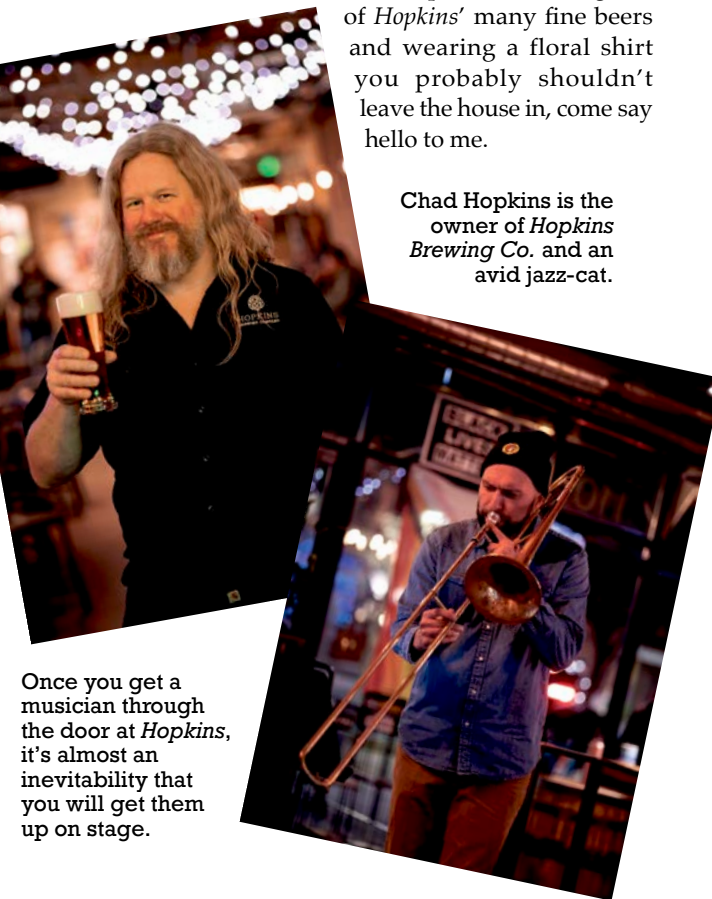 of Hopkins’ many fine beers
and wearing a floral shirt
you probably shouldn’t
leave the house in, come say
hello to me.
Chad Hopkins is the
owner of Hopkins
Brewing Co. and an
avid jazz-cat.
HOPKINS
Once you get a
musician through
the door at Hopkins,
it’s almost an
inevitability that
you will get them
up on stage.